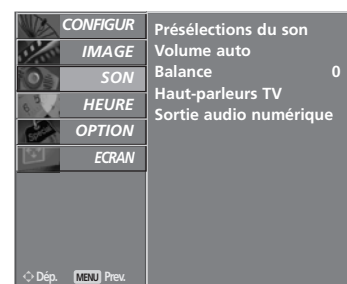 CONFIGUR
IMAGE
SON
HEURE
OPTION
ECRAN
Présélections du son
Volume auto
Balance 0
Haut-parleurs TV
Sortie audio numérique
Dép. MENU Prev.